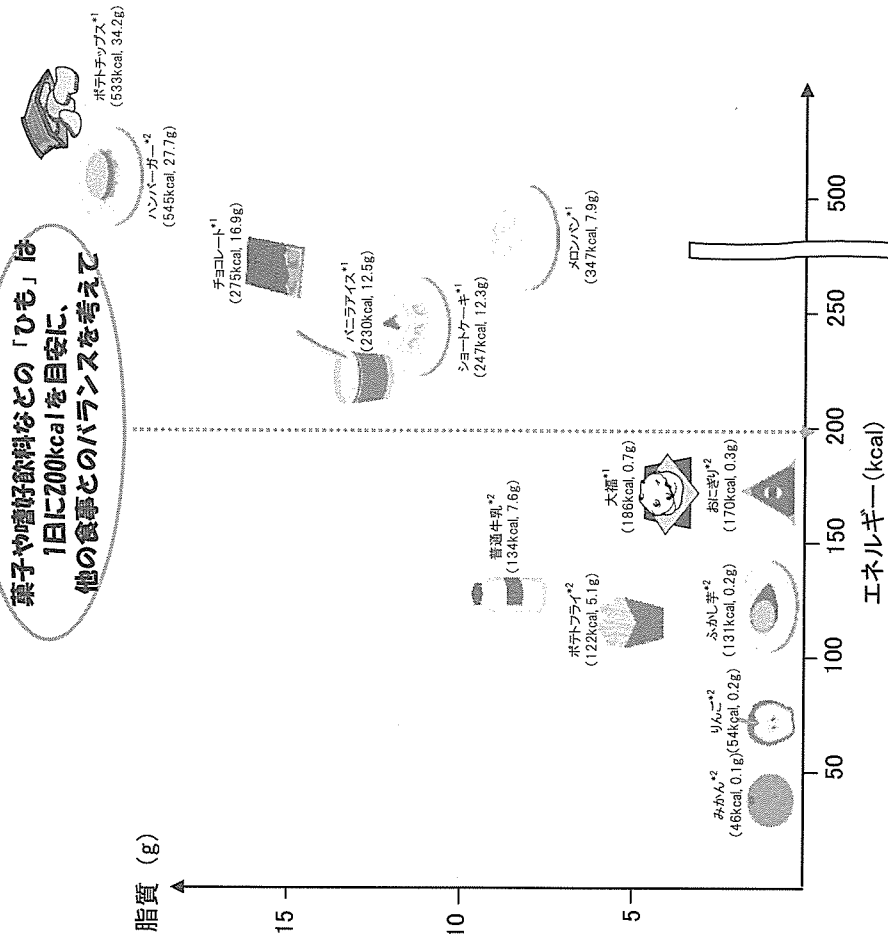 菓子や嗜好飲料などの「ひも」は
1日に200kcalを目安に、
他の食事とのバランスを考えて
脂質 (g)
15
10
5
ポテトチップス*1
(533kcal, 34.2g)
ハンバーガー*2
(545kcal, 27.7g)
チョコレート*1
(275kcal, 16.9g)
バニラアイス*1
(230kcal, 12.5g)
ショートケーキ*1
(247kcal, 12.3g)
メロンパン*1
(347kcal, 7.9g)
普通牛乳*2
(134kcal, 7.6g)
ポテトフライ*2
(122kcal, 5.1g)
大福*1
(186kcal, 0.7g)
おにぎり*2
(170kcal, 0.3g)
ふかし芋*2
(131kcal, 0.2g)
りんご*2
(54kcal, 0.2g)
みかん*2
(46kcal, 0.1g)
50
100
150
200
250
500
エネルギー(kcal)